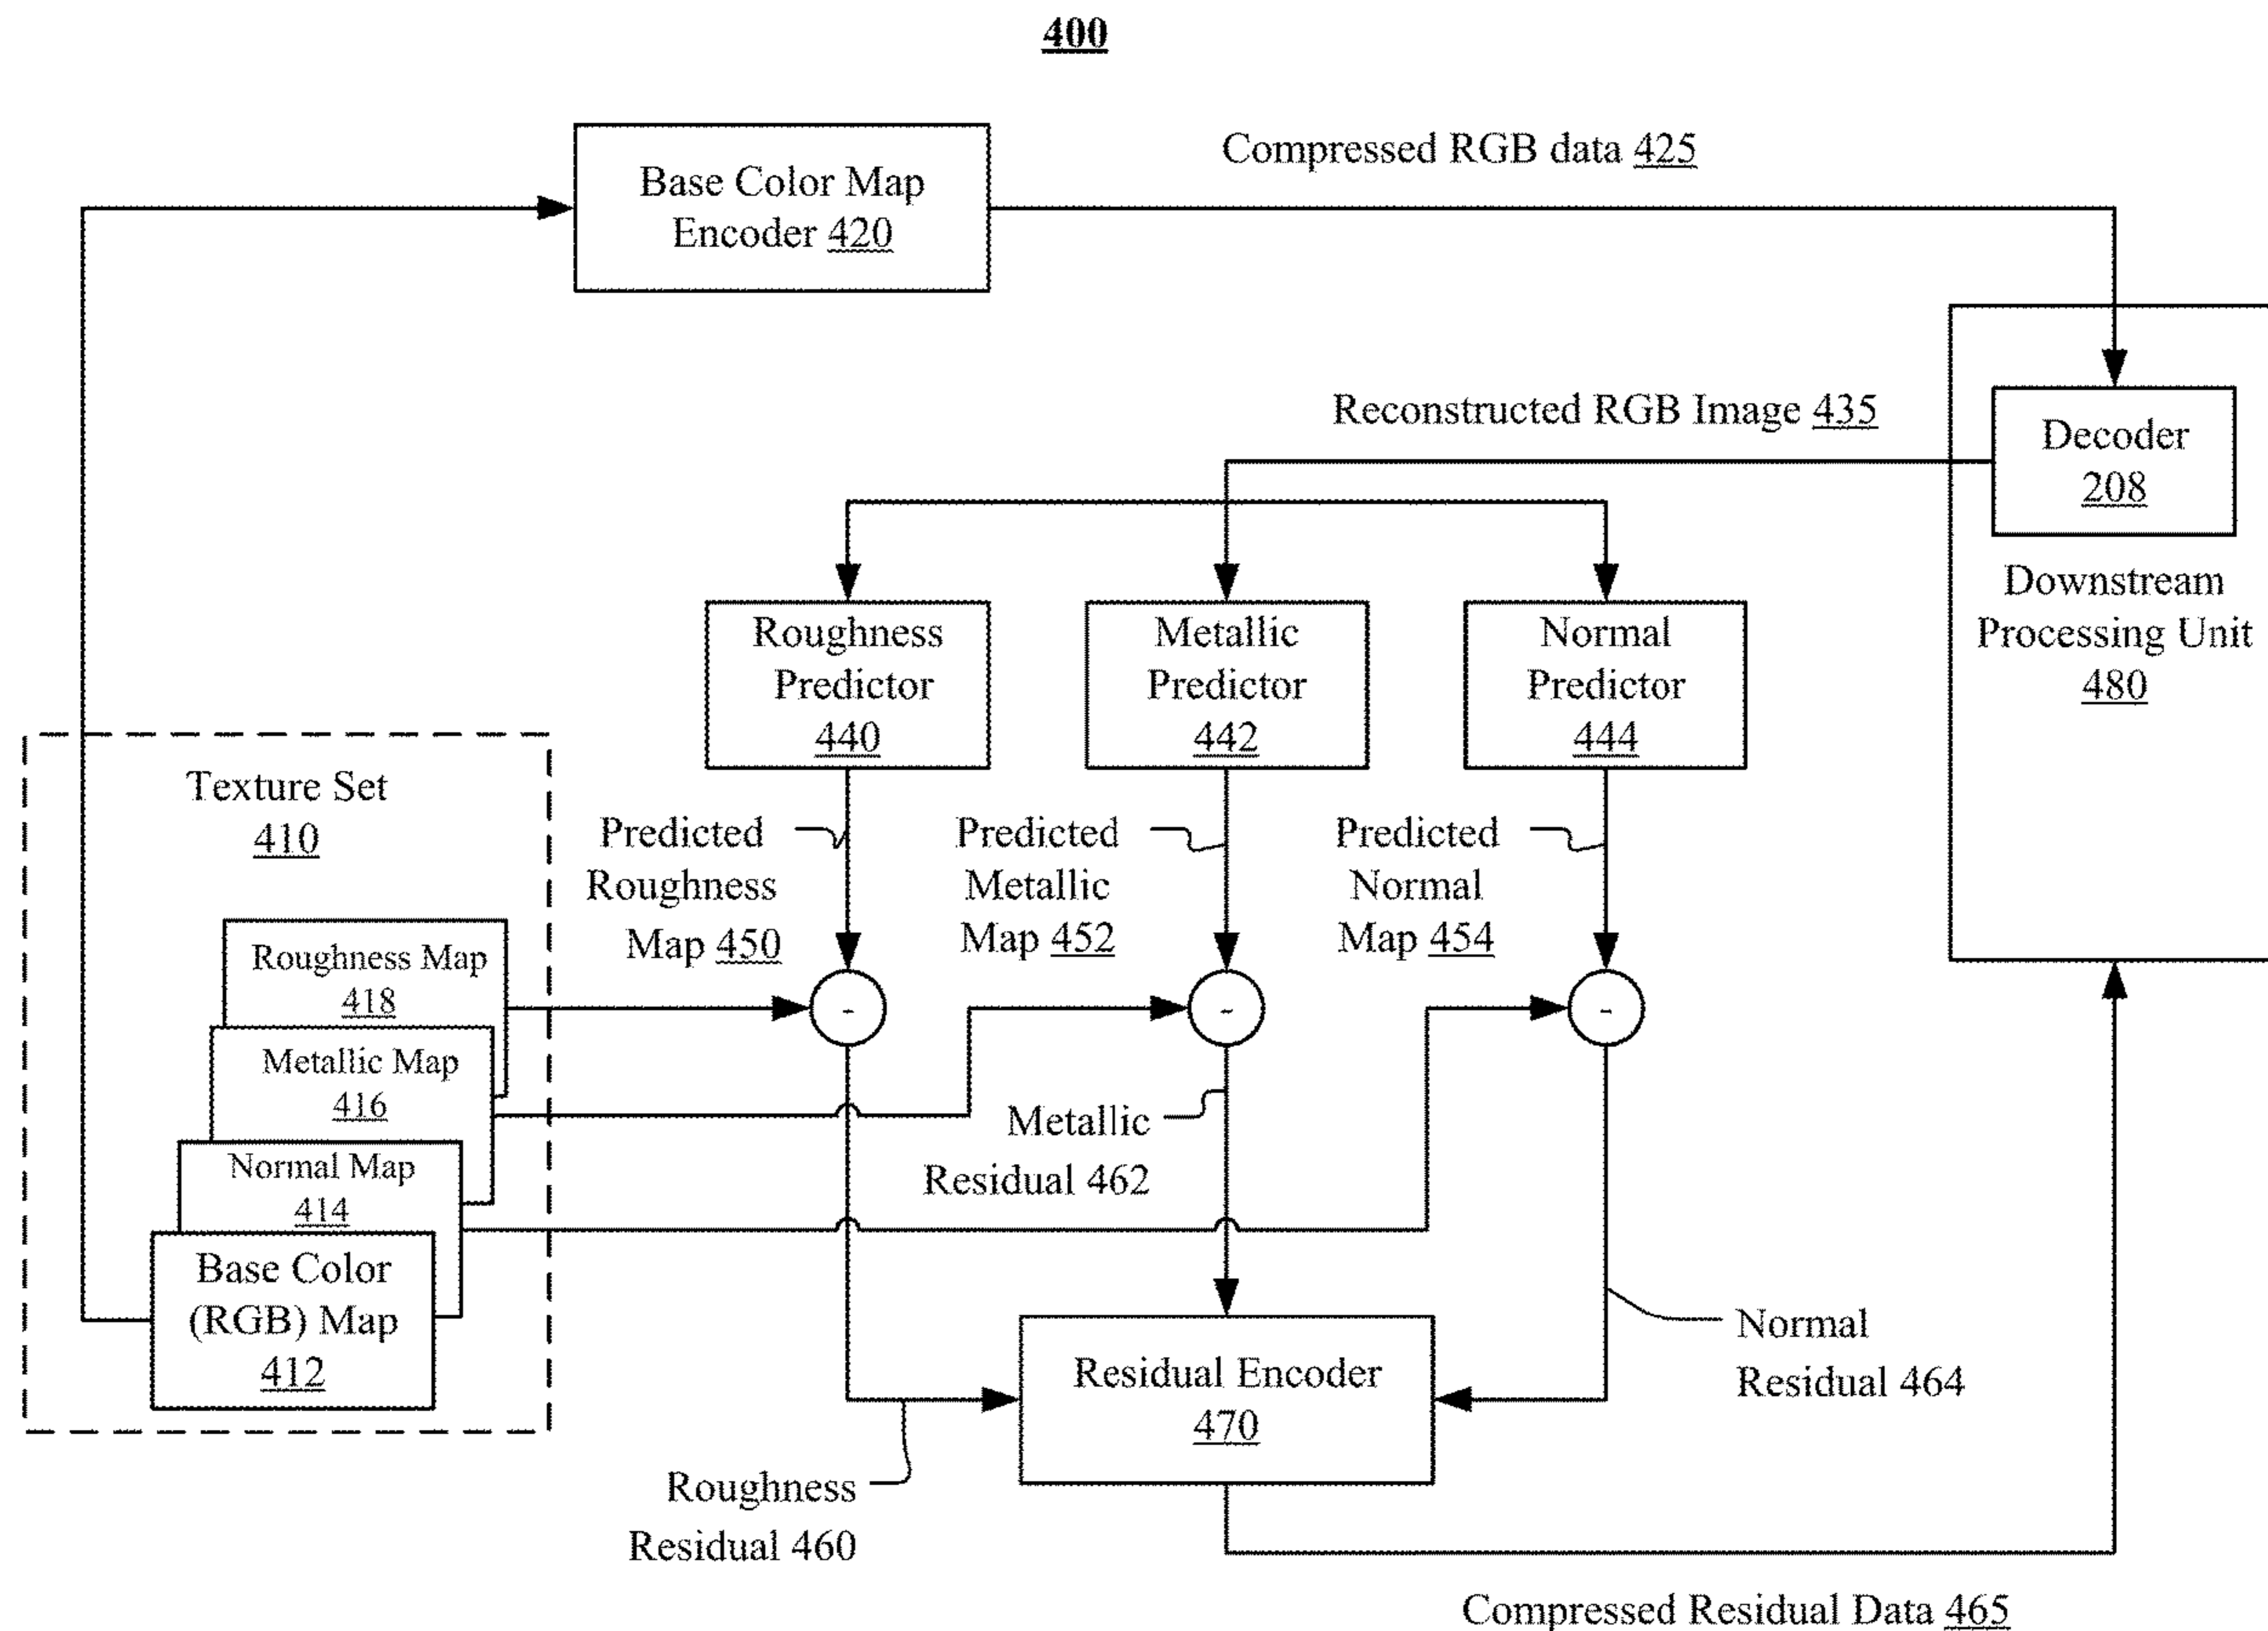 400
Base Color Map
Encoder 420
Compressed RGB data 425
Reconstructed RGB Image 435
Decoder
208
Downstream
Processing Unit
480
Roughness
Predictor
440
Metallic
Predictor
442
Normal
Predictor
444
Texture Set
410
Predicted
Roughness
Map 450
Predicted
Metallic
Map 452
Predicted
Normal
Map 454
Roughness Map
418
Metallic Map
416
Normal Map
414
Base Color
(RGB) Map
412
-
-
-
Metallic
Residual 462
Normal
Residual 464
Residual Encoder
470
Roughness
Residual 460
Compressed Residual Data 465